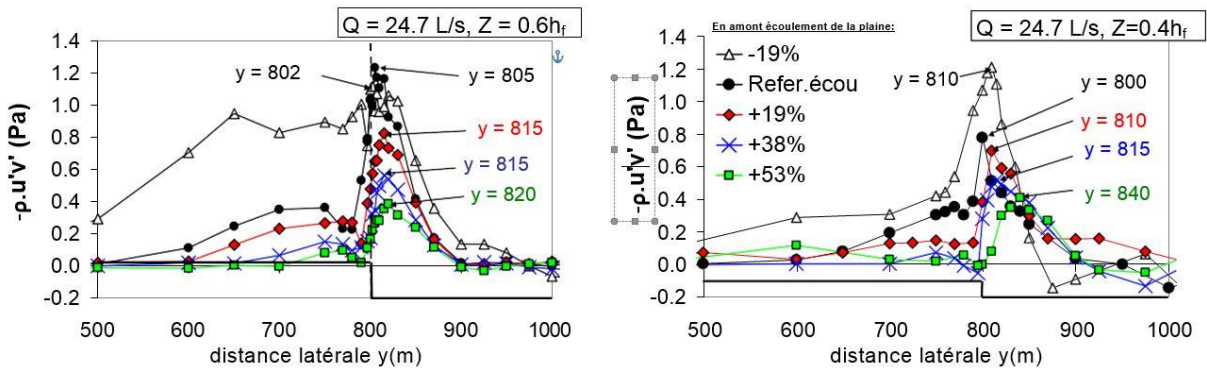 Q = 24.7 L/s, Z = 0.6hf
1.4
1.2
1.0
0.8
0.6
0.4
0.2
0.0
-0.2
-ρ.u'v' (Pa)
y = 802
805
y = 815
y = 815
y = 820
500 600 700 800 900 1000
distance latérale y(m)
En amont écoulement de la plaine:
Q = 24.7 L/s, Z=0.4hf
-19%
Refer.écou
+19%
+38%
+53%
1.4
1.2
1.0
0.8
0.6
0.4
0.2
0.0
-0.2
-ρ.u'v' (Pa)
y = 810
y = 800
y = 810
y = 815
y = 840
500 600 700 800 900 1000
distance latérale y(m)